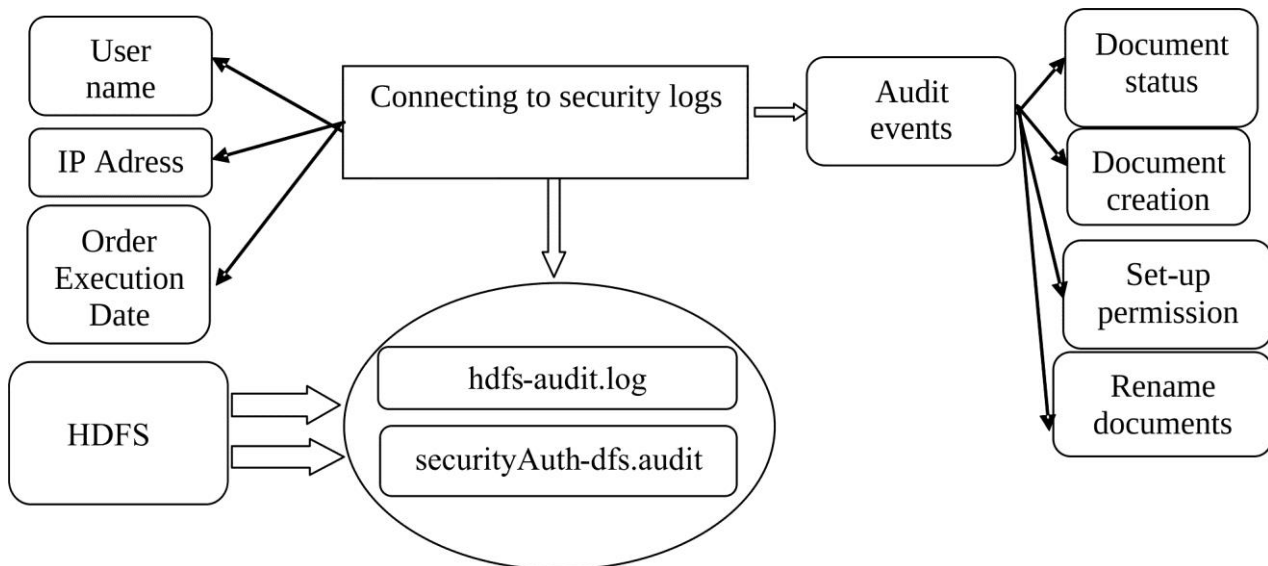 User
name
IP Adress
Order
Execution
Date
HDFS
Connecting to security logs
hdfs-audit.log
securityAuth-dfs.audit
Audit
events
Document
status
Document
creation
Set-up
permission
Rename
documents